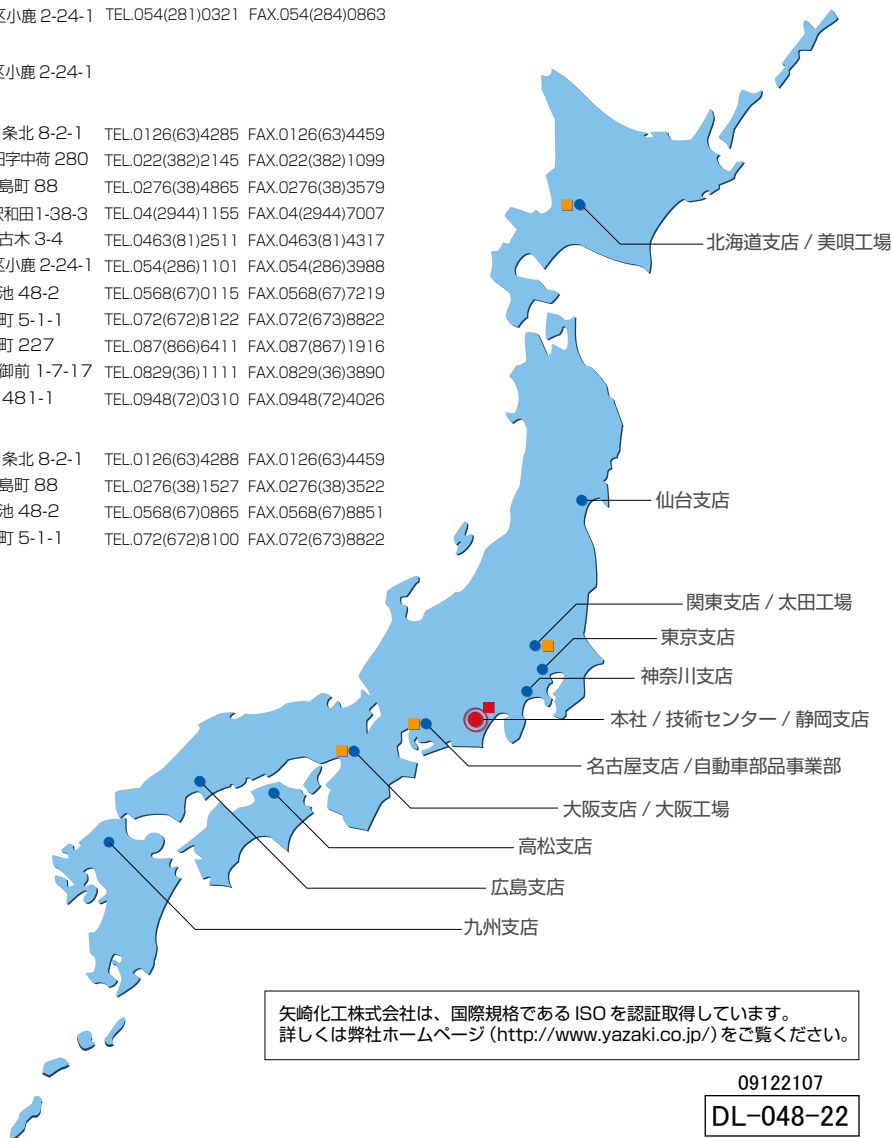 区小鹿 2-24-1 TEL.054(281)0321 FAX.054(284)0863
区小鹿 2-24-1
条北 8-2-1 TEL.0126(63)4285 FAX.0126(63)4459
字中荷 280 TEL.022(382)2145 FAX.022(382)1099
島町 88 TEL.0276(38)4865 FAX.0276(38)3579
和田1-38-3 TEL.04(2944)1155 FAX.04(2944)7007
古木 3-4 TEL.0463(81)2511 FAX.0463(81)4317
区小鹿 2-24-1 TEL.054(286)1101 FAX.054(286)3988
池 48-2 TEL.0568(67)0115 FAX.0568(67)7219
町 5-1-1 TEL.072(672)8122 FAX.072(673)8822
町 227 TEL.087(866)6411 FAX.087(867)1916
御前 1-7-17 TEL.0829(36)1111 FAX.0829(36)3890
481-1 TEL.0948(72)0310 FAX.0948(72)4026
条北 8-2-1 TEL.0126(63)4288 FAX.0126(63)4459
島町 88 TEL.0276(38)1527 FAX.0276(38)3522
池 48-2 TEL.0568(67)0865 FAX.0568(67)8851
町 5-1-1 TEL.072(672)8100 FAX.072(673)8822
北海道支店 / 美唄工場
仙台支店
関東支店 / 太田工場
東京支店
神奈川支店
本社 / 技術センター / 静岡支店
名古屋支店 /自動車部品事業部
大阪支店 / 大阪工場
高松支店
広島支店
九州支店
矢崎化工株式会社は、国際規格である ISO を認証取得しています。
詳しくは弊社ホームページ (http://www.yazaki.co.jp/) をご覧ください。
09122107
DL-048-22